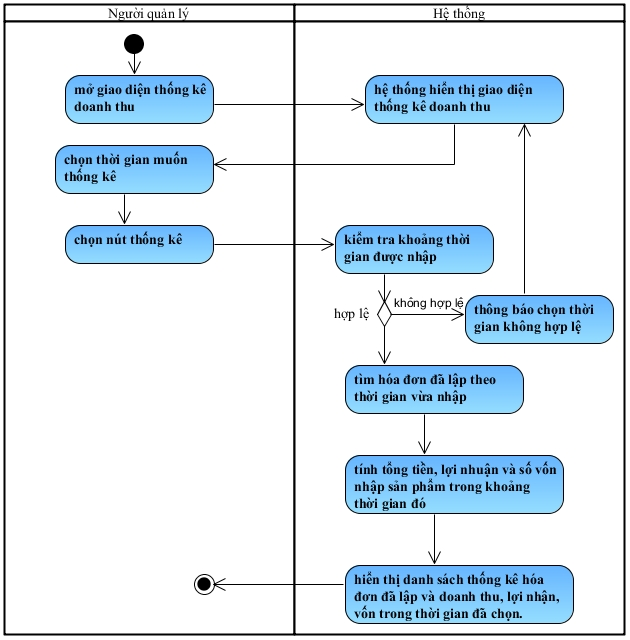 Người quản lý
Hệ thống
mở giao diện thống kê
doanh thu
hệ thống hiển thị giao diện
thống kê doanh thu
chọn thời gian muốn
thống kê
chọn nút thống kê
kiểm tra khoảng thời
gian được nhập
hợp lệ
không hợp lệ
thông báo chọn thời
gian không hợp lệ
tìm hóa đơn đã lập theo
thời gian vừa nhập
tính tổng tiền, lợi nhuận và số vốn
nhập sản phẩm trong khoảng
thời gian đó
hiển thị danh sách thống kê hóa
đơn đã lập và doanh thu, lợi nhận,
vốn trong thời gian đã chọn.